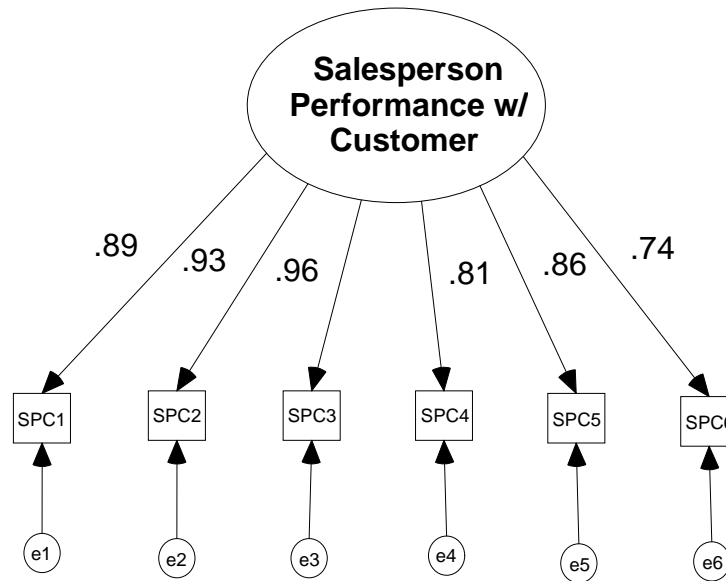 Salesperson
Performance w/
Customer
.89
.93
.96
.81
.86
.74
SPC1
SPC2
SPC3
SPC4
SPC5
SPC6
e1
e2
e3
e4
e5
e6